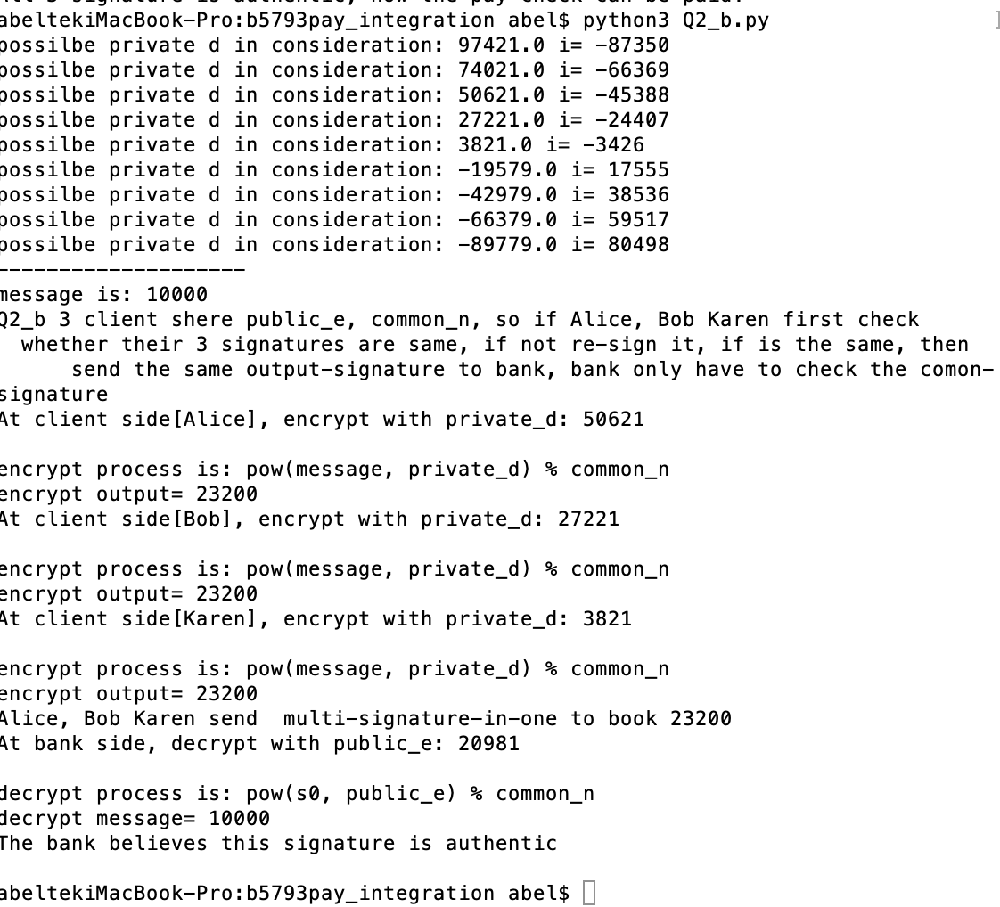 abeltekiMacBook-Pro:b5793pay_integration abel$ python3 Q2_b.py
possilbe private d in consideration: 97421.0 i= -87350
possilbe private d in consideration: 74021.0 i= -66369
possilbe private d in consideration: 50621.0 i= -45388
possilbe private d in consideration: 27221.0 i= -24407
possilbe private d in consideration: 3821.0 i= -3426
possilbe private d in consideration: -19579.0 i= 17555
possilbe private d in consideration: -42979.0 i= 38536
possilbe private d in consideration: -66379.0 i= 59517
possilbe private d in consideration: -89779.0 i= 80498
--------------------
message is: 10000
Q2_b 3 client shere public_e, common_n, so if Alice, Bob Karen first check
whether their 3 signatures are same, if not re-sign it, if is the same, then
send the same output-signature to bank, bank only have to check the comon-
signature
At client side[Alice], encrypt with private_d: 50621
encrypt process is: pow(message, private_d) % common_n
encrypt output= 23200
At client side[Bob], encrypt with private_d: 27221
encrypt process is: pow(message, private_d) % common_n
encrypt output= 23200
At client side[Karen], encrypt with private_d: 3821
encrypt process is: pow(message, private_d) % common_n
encrypt output= 23200
Alice, Bob Karen send  multi-signature-in-one to book 23200
At bank side, decrypt with public_e: 20981
decrypt process is: pow(s0, public_e) % common_n
decrypt message= 10000
The bank believes this signature is authentic
abeltekiMacBook-Pro:b5793pay_integration abel$